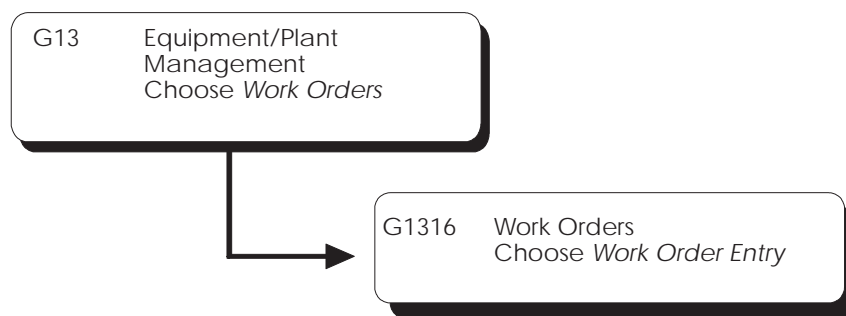 G13 Equipment/Plant
Management
Choose Work Orders
G1316 Work Orders
Choose Work Order Entry